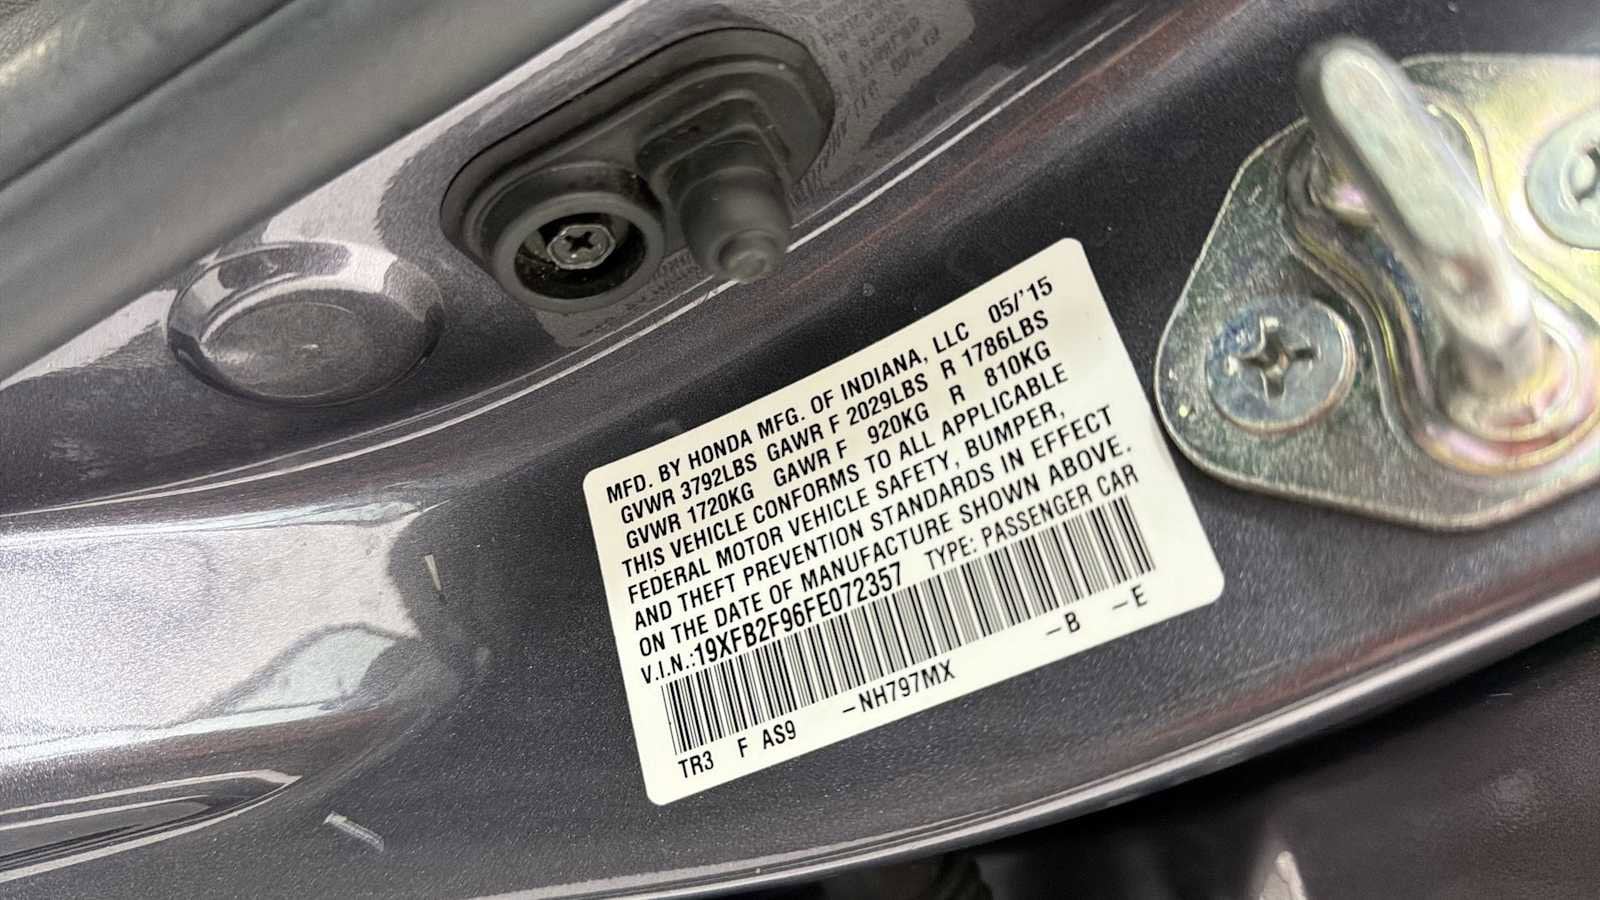 MFD. BY HONDA MFG. OF INDIANA, LLC 05/'15
GVWR 3792LBS GAWR F 2029LBS R 1786LBS
GVWR 1720KG GAWR F 920KG R 810KG
THIS VEHICLE CONFORMS TO ALL APPLICABLE
FEDERAL MOTOR VEHICLE SAFETY, BUMPER,
AND THEFT PREVENTION STANDARDS IN EFFECT
ON THE DATE OF MANUFACTURE SHOWN ABOVE.
V.I.N.:19XFB2F96FE072357 TYPE: PASSENGER CAR
TR3 F AS9 -NH797MX -B -E